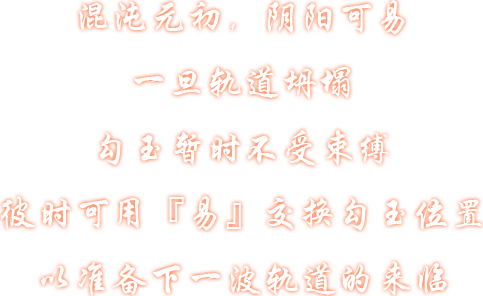 混沌元初，阴阳可易
一旦轨道坍塌
勾玉暂时不受束缚
彼时可用『易』交换勾玉位置
以准备下一波轨道的来临